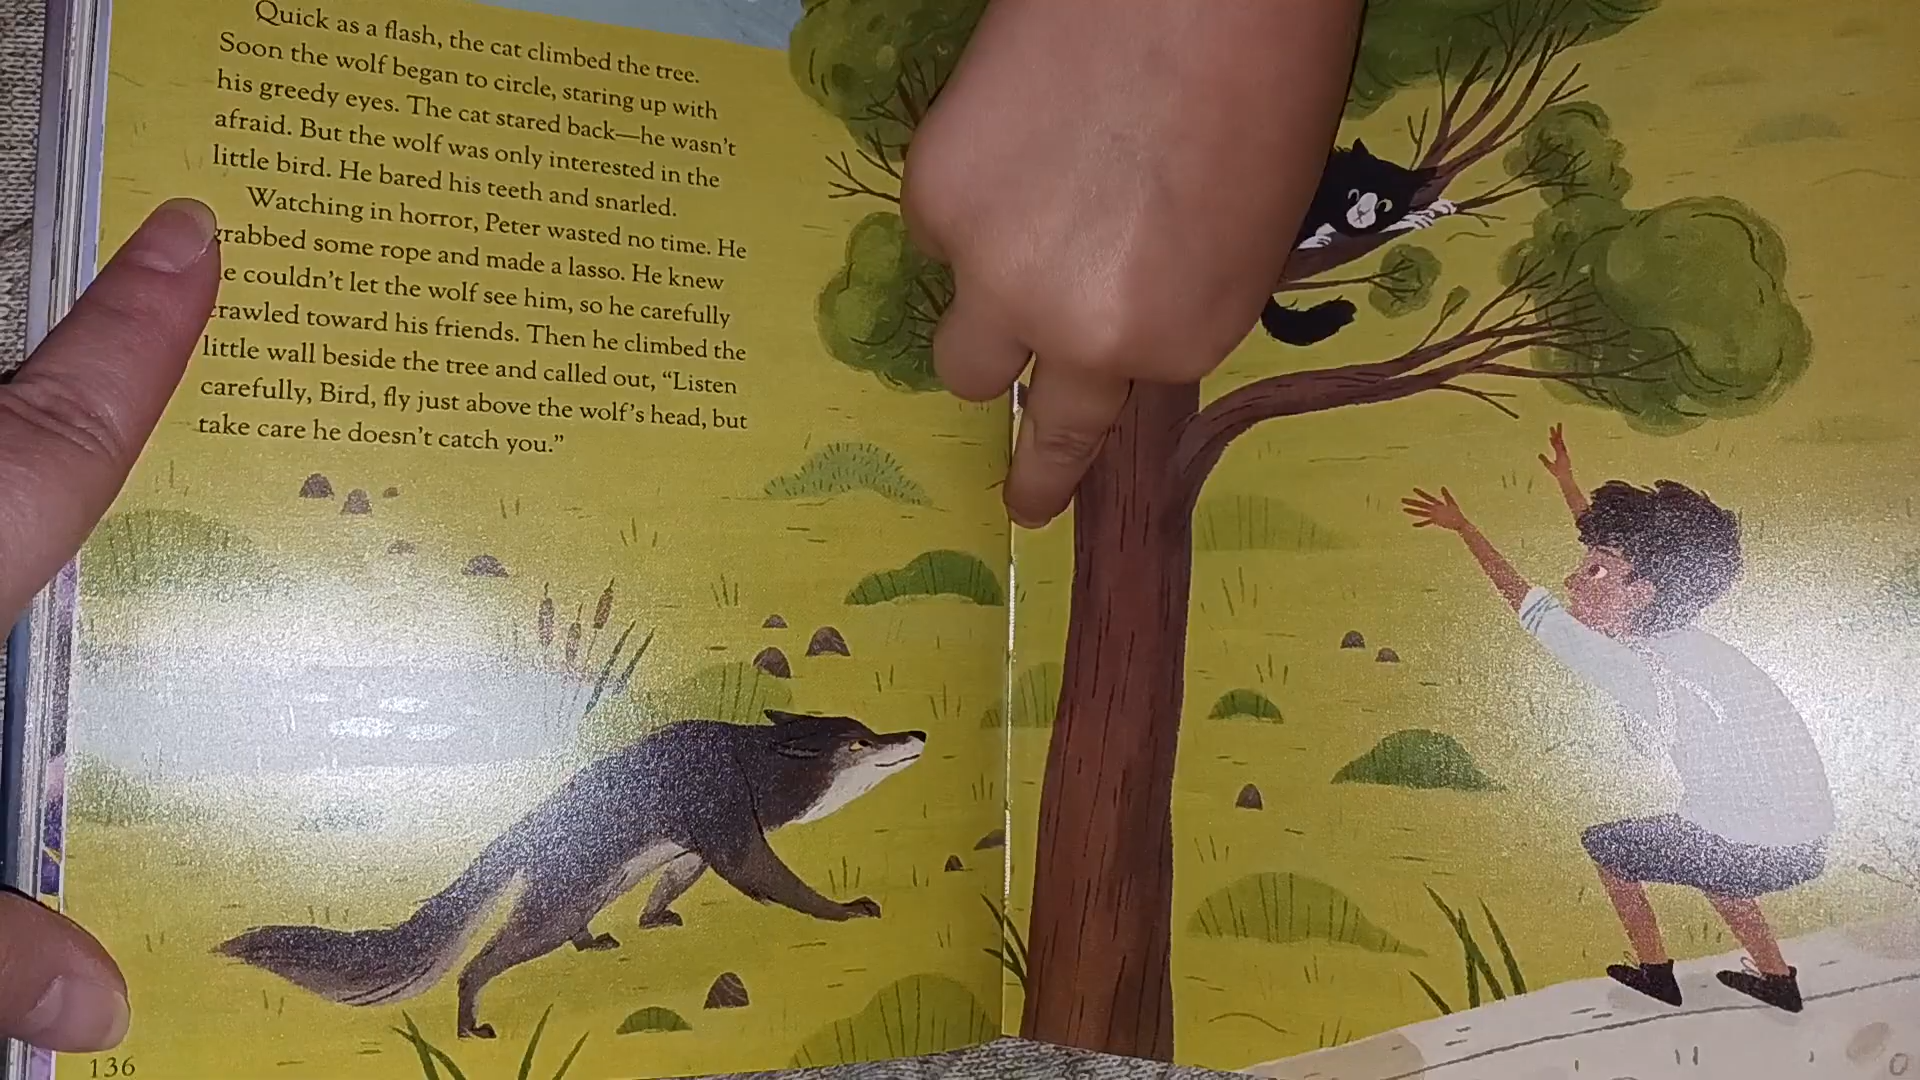 Quick as a flash, the cat climbed the tree.
Soon the wolf began to circle, staring up with
his greedy eyes. The cat stared back—he wasn't
afraid. But the wolf was only interested in the
little bird. He bared his teeth and snarled.
Watching in horror, Peter wasted no time. He
grabbed some rope and made a lasso. He knew
e couldn't let the wolf see him, so he carefully
crawled toward his friends. Then he climbed the
little wall beside the tree and called out, “Listen
carefully, Bird, fly just above the wolf's head, but
take care he doesn't catch you.”
136